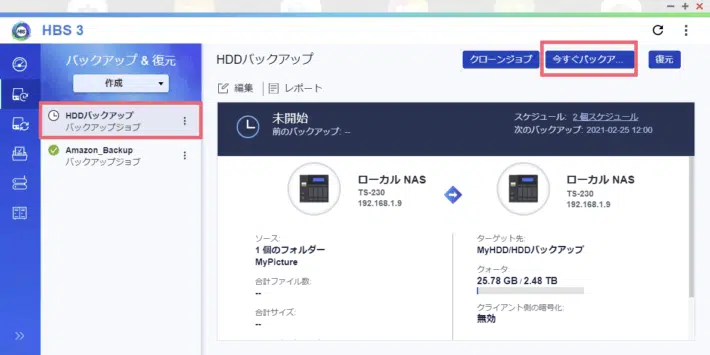 HBS
HBS 3
バックアップ & 復元
作成
HDDバックアップ
バックアップジョブ
Amazon_Backup
バックアップジョブ
HDDバックアップ
クローンジョブ
今すぐバックア...
復元
編集
レポート
未開始
前のバックアップ: --
スケジュール: 2 個スケジュール
次のバックアップ: 2021-02-25 12:00
ローカル NAS
TS-230
192.168.1.9
ローカル NAS
TS-230
192.168.1.9
ソース:
1 個のフォルダー
MyPicture
合計ファイル数:
--
合計サイズ:
--
ターゲット先:
MyHDD/HDDバックアップ
クォータ
25.78 GB / 2.48 TB
クライアント側の暗号化:
無効